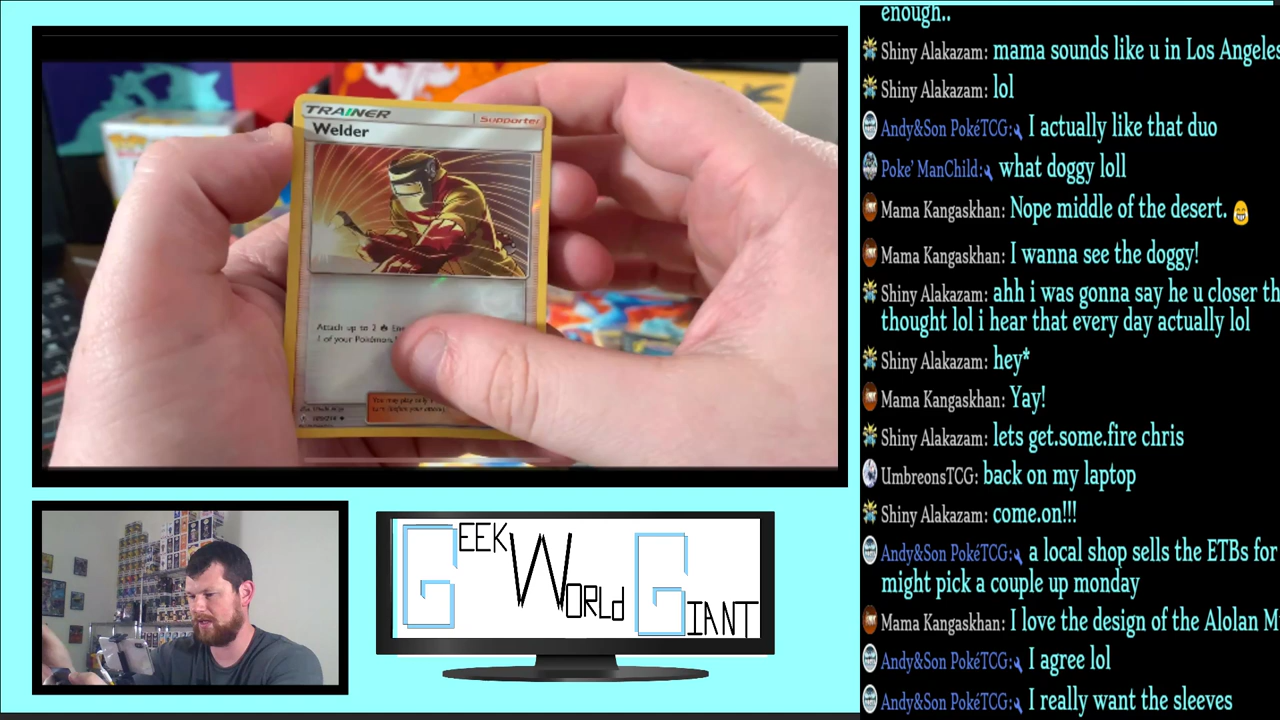 TRAINER
Supporter
Welder
Attach up to 2
1 of your Pokémon.
You may play only
GEEK
WORLD
GIANT
enough..
Shiny Alakazam: mama sounds like u in Los Angeles
Shiny Alakazam: lol
Andy&Son PokéTCG: I actually like that duo
Poke' ManChild: what doggy loll
Mama Kangaskhan: Nope middle of the desert. 😁
Mama Kangaskhan: I wanna see the doggy!
Shiny Alakazam: ahh i was gonna say he u closer th
thought lol i hear that every day actually lol
Shiny Alakazam: hey*
Mama Kangaskhan: Yay!
Shiny Alakazam: lets get.some.fire chris
UmbreonsTCG: back on my laptop
Shiny Alakazam: come.on!!!
Andy&Son PokéTCG: a local shop sells the ETBs for
might pick a couple up monday
Mama Kangaskhan: I love the design of the Alolan M
Andy&Son PokéTCG: I agree lol
Andy&Son PokéTCG: I really want the sleeves